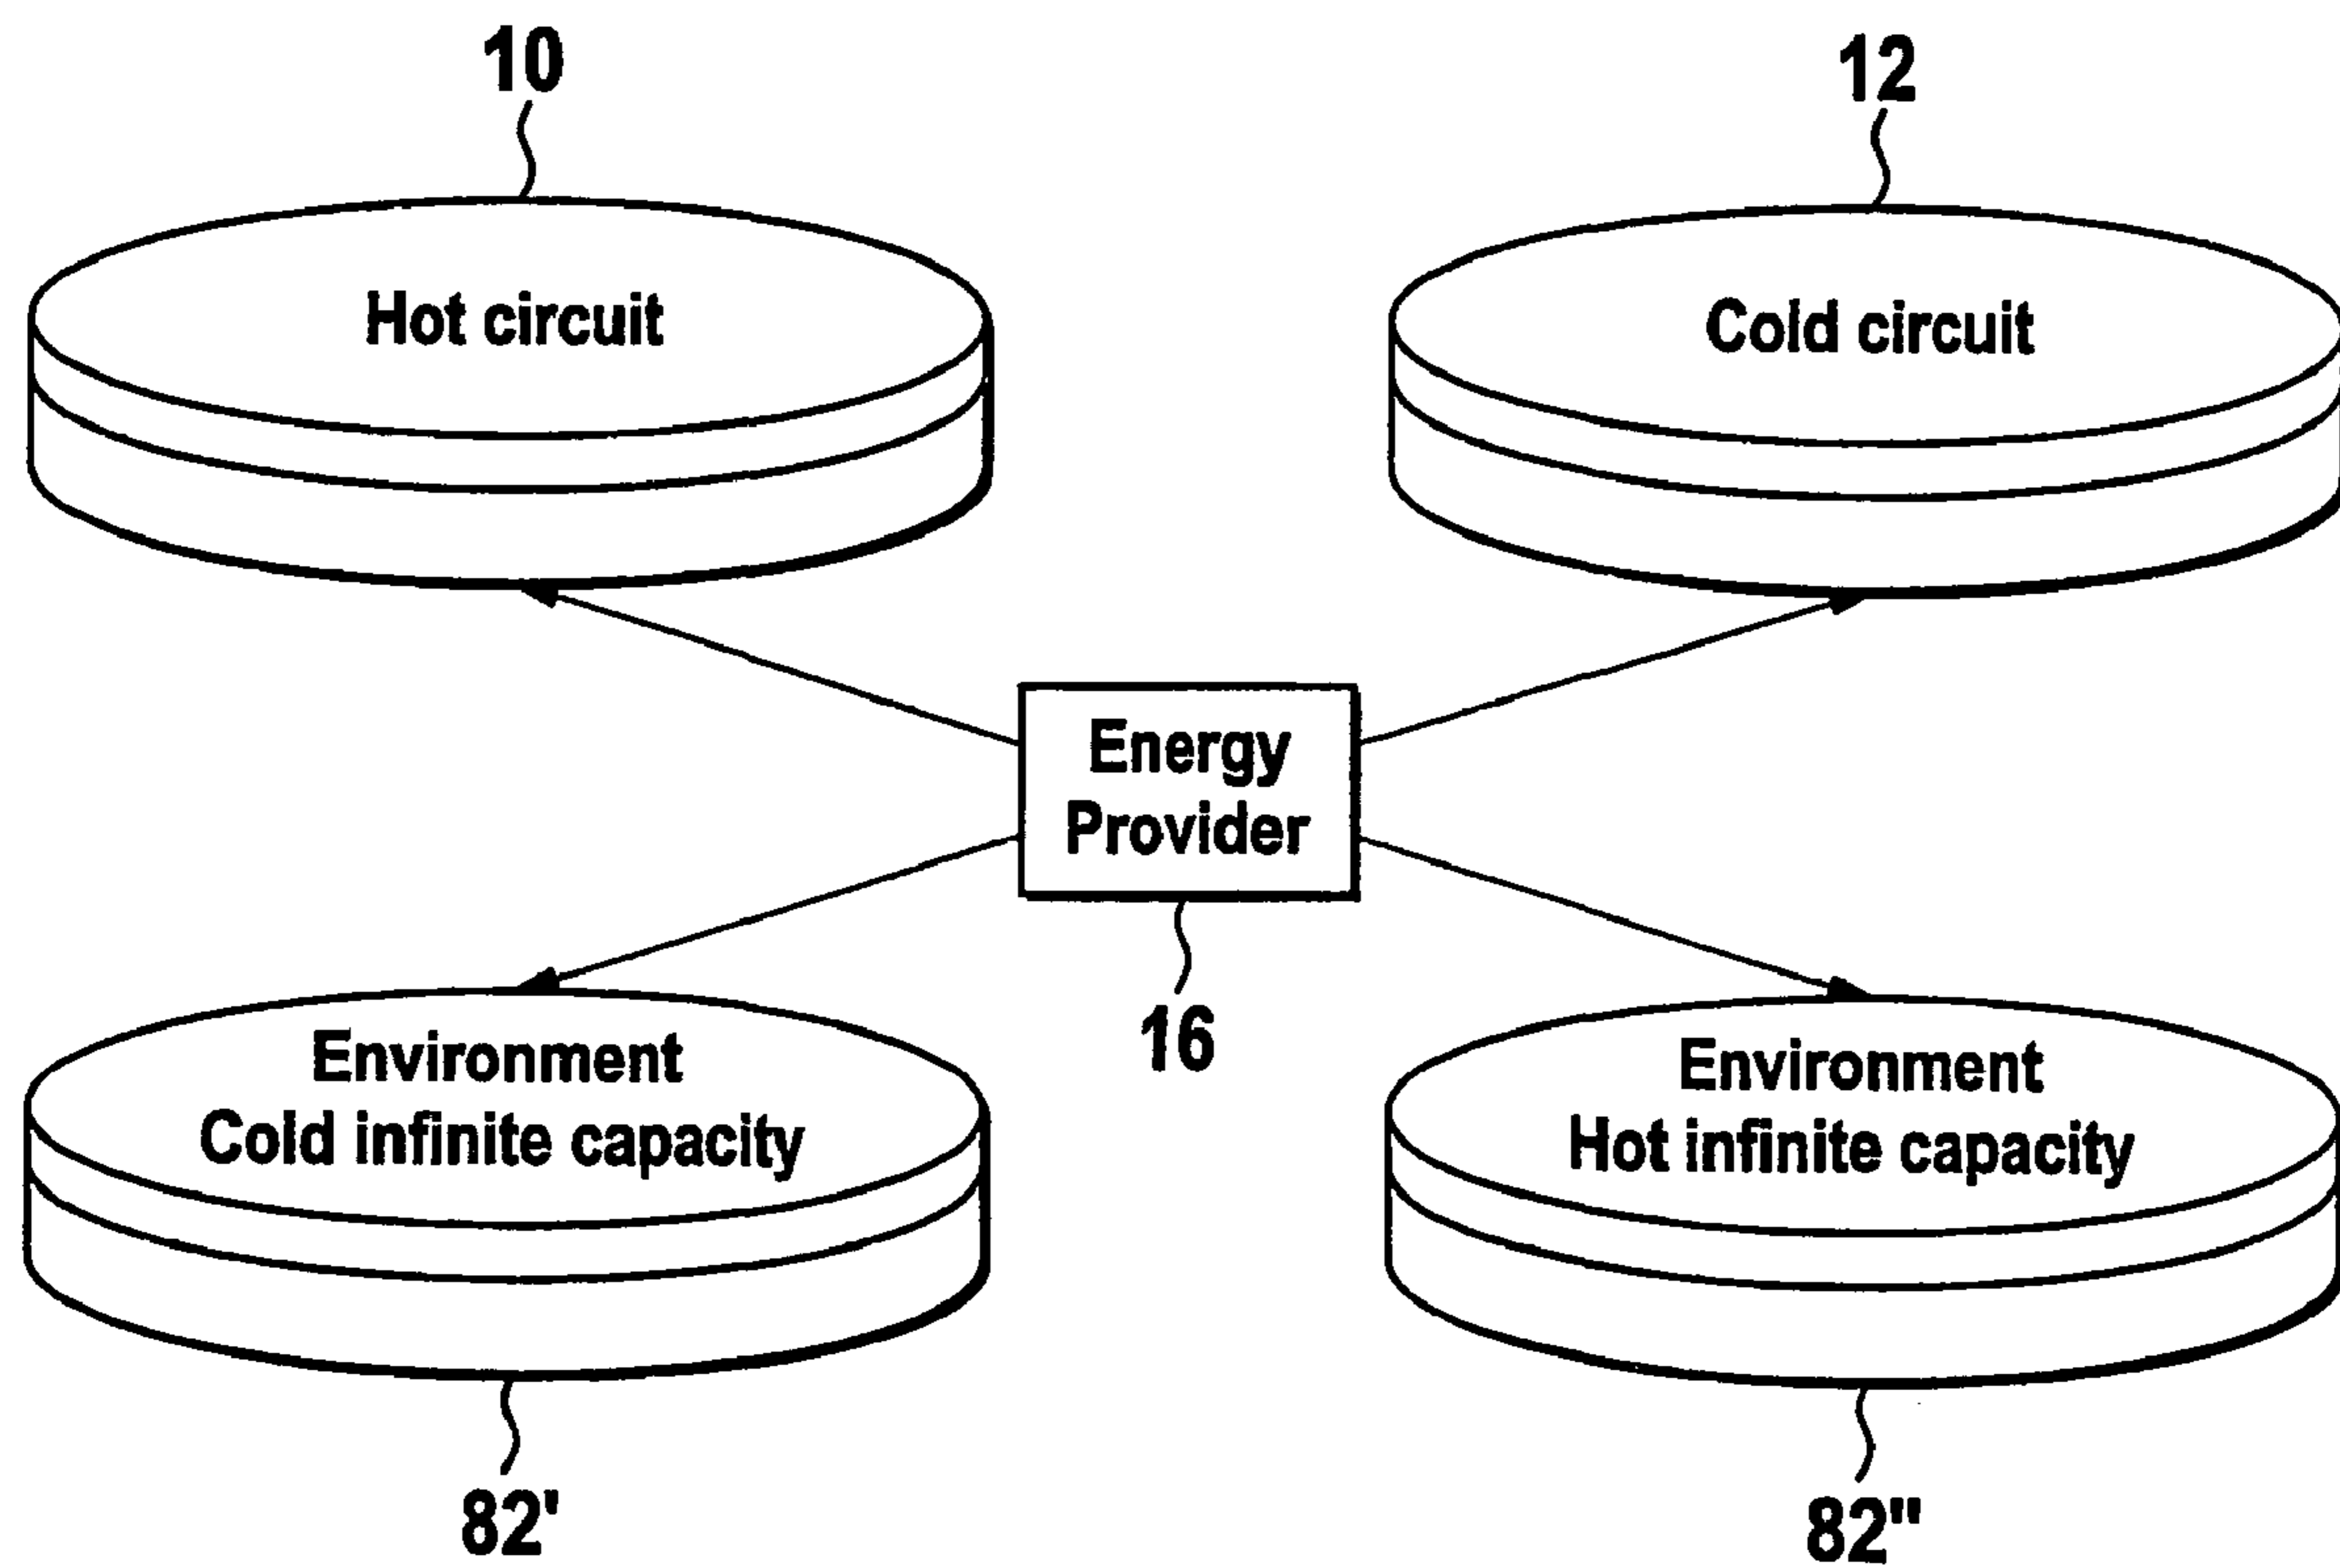 10
12
Hot circuit
Cold circuit
Energy
Provider
16
Environment
Cold infinite capacity
Environment
Hot infinite capacity
82'
82"